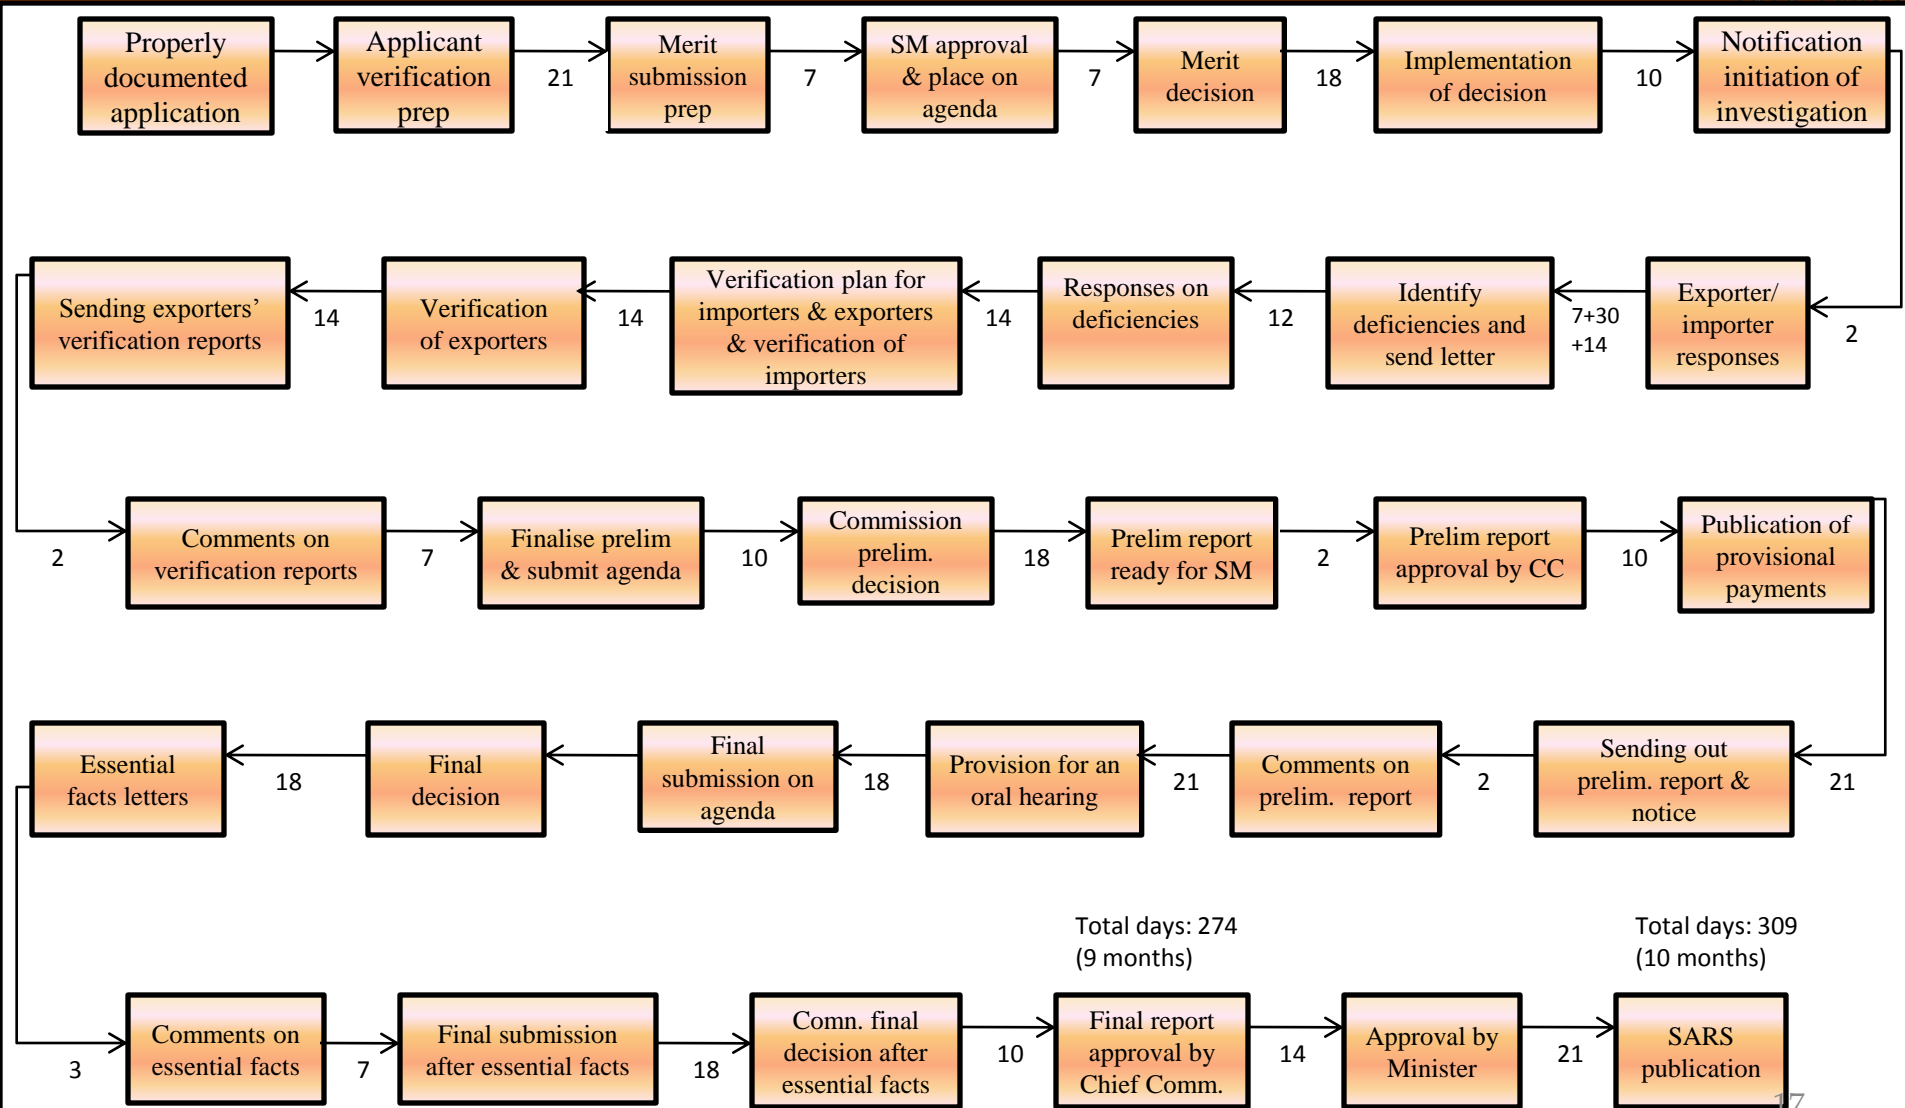 Properly
documented
application
Applicant
verification
prep
21
Merit
submission
prep
7
SM approval
& place on
agenda
7
Merit
decision
18
Implementation
of decision
10
Notification
initiation of
investigation
2
Exporter/
importer
responses
7+30
+14
Identify
deficiencies and
send letter
12
Responses on
deficiencies
14
Verification plan for
importers & exporters
& verification of
importers
14
Verification
of exporters
14
Sending exporters’
verification reports
2
Comments on
verification reports
7
Finalise prelim
& submit agenda
10
Commission
prelim.
decision
18
Prelim report
ready for SM
2
Prelim report
approval by CC
10
Publication of
provisional
payments
21
Sending out
prelim. report &
notice
2
Comments on
prelim. report
21
Provision for an
oral hearing
18
Final
submission on
agenda
Final
decision
18
Essential
facts letters
3
Comments on
essential facts
7
Final submission
after essential facts
18
Comn. final
decision after
essential facts
10
Total days: 274
(9 months)
Final report
approval by
Chief Comm.
14
Approval by
Minister
21
Total days: 309
(10 months)
SARS
publication
17